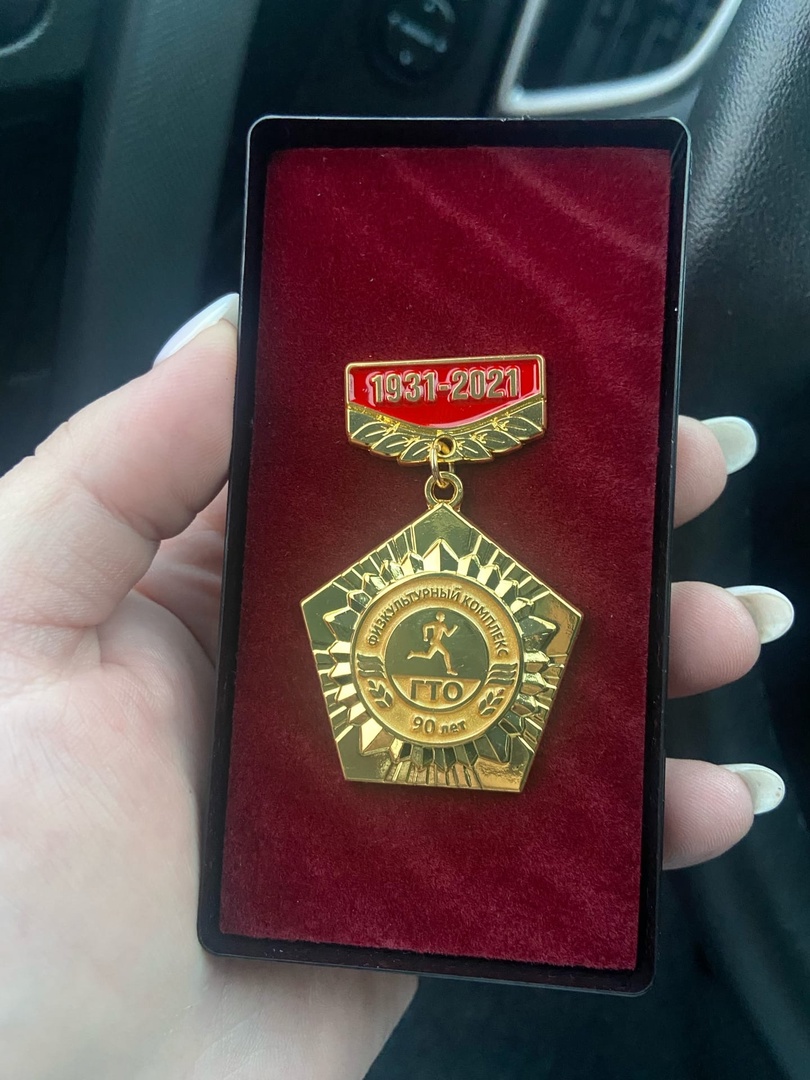 1931-2021
ФИЗКУЛЬТУРНЫЙ КОМПЛЕКС
ГТО
90 лет